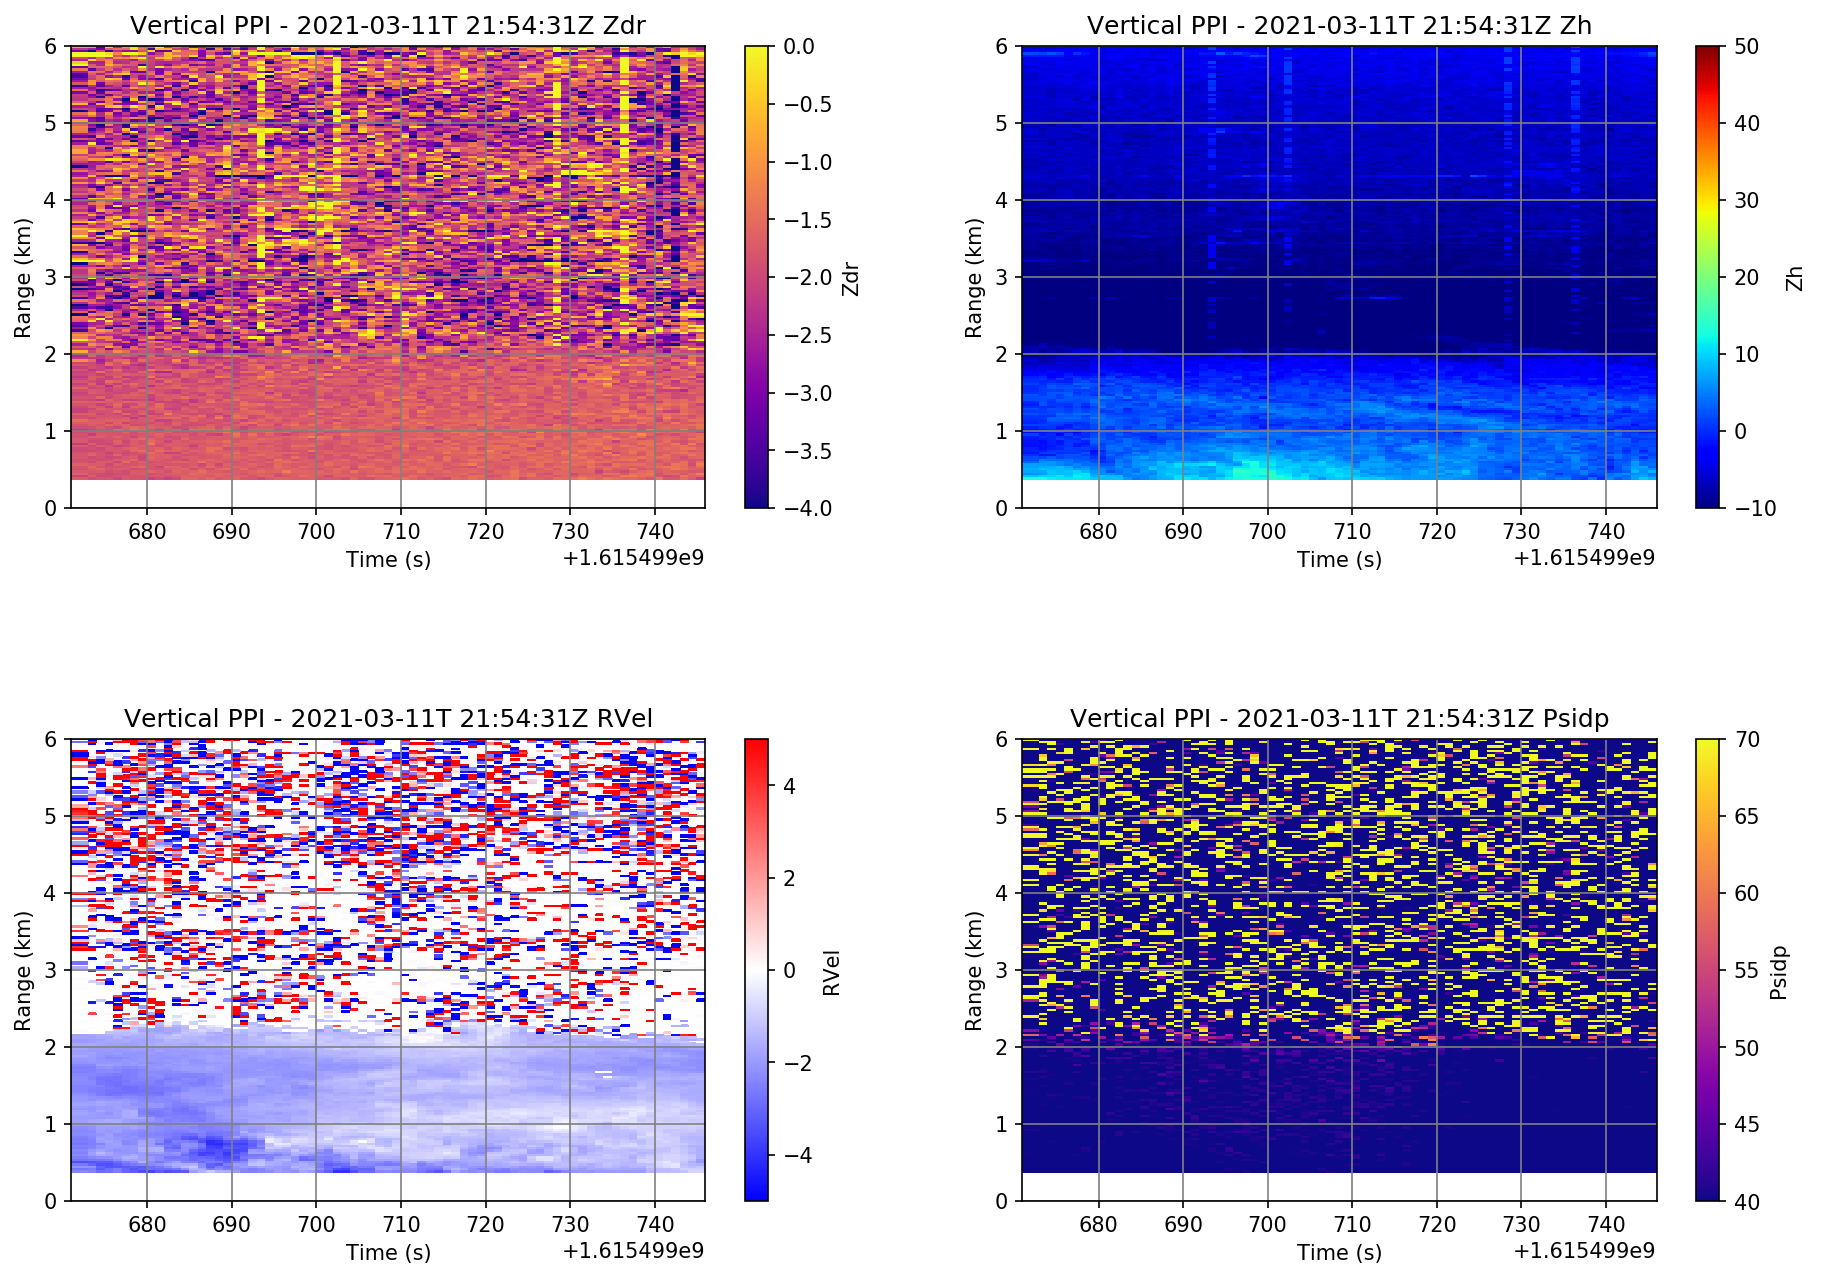 Vertical PPI - 2021-03-11T 21:54:31Z Zdr
6
5
4
3
2
1
0
Range (km)
680 690 700 710 720 730 740
Time (s)
+1.615499e9
0.0
−0.5
−1.0
−1.5
−2.0
−2.5
−3.0
−3.5
−4.0
Zdr
Vertical PPI - 2021-03-11T 21:54:31Z Zh
6
5
4
3
2
1
0
Range (km)
680 690 700 710 720 730 740
Time (s)
+1.615499e9
50
40
30
20
10
0
−10
Zh
Vertical PPI - 2021-03-11T 21:54:31Z RVel
6
5
4
3
2
1
0
Range (km)
680 690 700 710 720 730 740
Time (s)
+1.615499e9
4
2
0
−2
−4
RVel
Vertical PPI - 2021-03-11T 21:54:31Z Psidp
6
5
4
3
2
1
0
Range (km)
680 690 700 710 720 730 740
Time (s)
+1.615499e9
70
65
60
55
50
45
40
Psidp